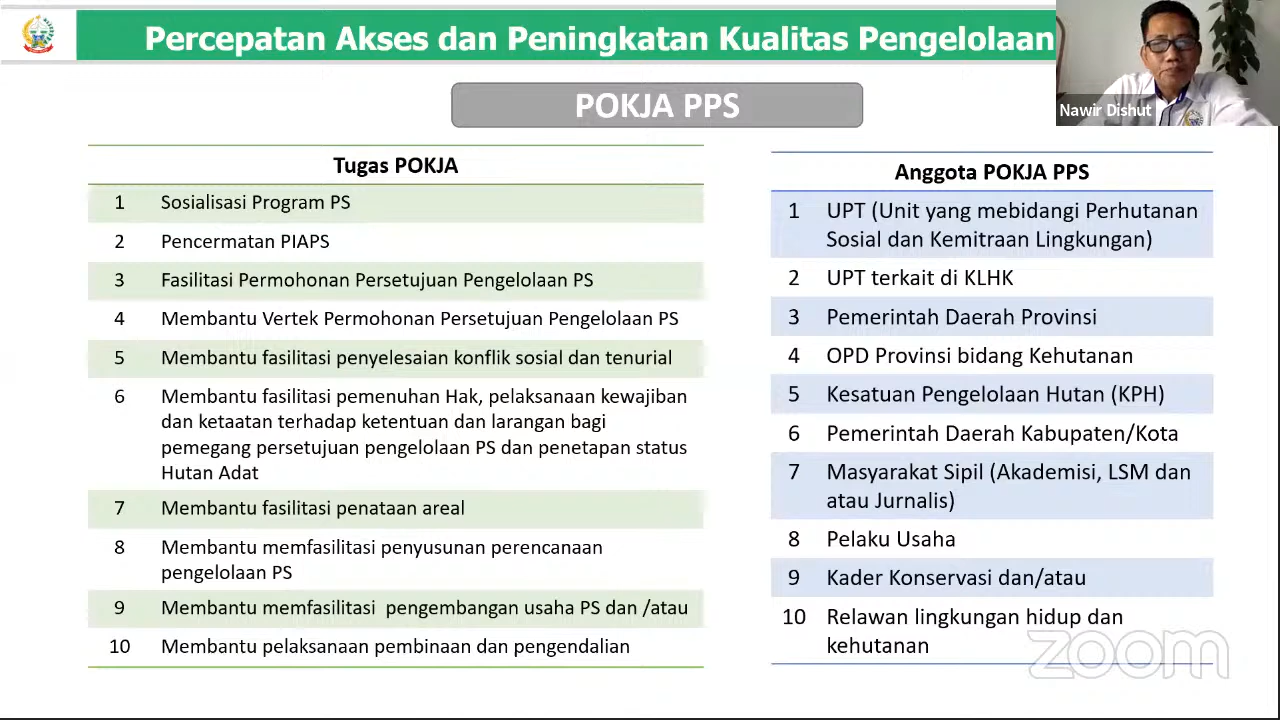 Percepatan Akses dan Peningkatan Kualitas Pengelolaan
Nawir Dishut
POKJA PPS
Tugas POKJA
1 Sosialisasi Program PS
2 Pencermatan PIAPS
3 Fasilitasi Permohonan Persetujuan Pengelolaan PS
4 Membantu Vertek Permohonan Persetujuan Pengelolaan PS
5 Membantu fasilitasi penyelesaian konflik sosial dan tenurial
6 Membantu fasilitasi pemenuhan Hak, pelaksanaan kewajiban
dan ketaatan terhadap ketentuan dan larangan bagi
pemegang persetujuan pengelolaan PS dan penetapan status
Hutan Adat
7 Membantu fasilitasi penataan areal
8 Membantu memfasilitasi penyusunan perencanaan
pengelolaan PS
9 Membantu memfasilitasi pengembangan usaha PS dan /atau
10 Membantu pelaksanaan pembinaan dan pengendalian
Anggota POKJA PPS
1 UPT (Unit yang mebidangi Perhutanan
Sosial dan Kemitraan Lingkungan)
2 UPT terkait di KLHK
3 Pemerintah Daerah Provinsi
4 OPD Provinsi bidang Kehutanan
5 Kesatuan Pengelolaan Hutan (KPH)
6 Pemerintah Daerah Kabupaten/Kota
7 Masyarakat Sipil (Akademisi, LSM dan
atau Jurnalis)
8 Pelaku Usaha
9 Kader Konservasi dan/atau
10 Relawan lingkungan hidup dan
kehutanan
zoom